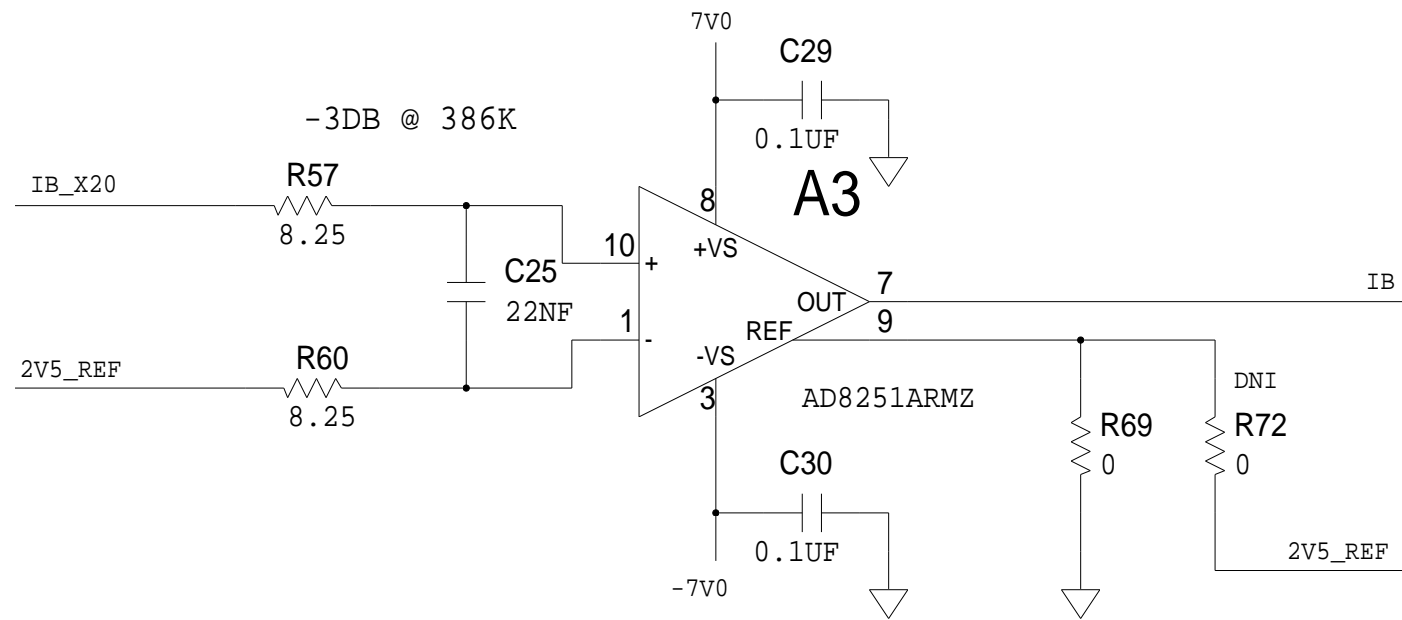 7V0
C29
0.1UF
-3DB @ 386K
A3
IB_X20
R57
8.25
8
+VS
10
+
C25
22NF
7
OUT
IB
1
-
REF
9
2V5_REF
R60
8.25
-VS
3
AD8251ARMZ
DNI
R69
0
R72
0
C30
0.1UF
2V5_REF
-7V0